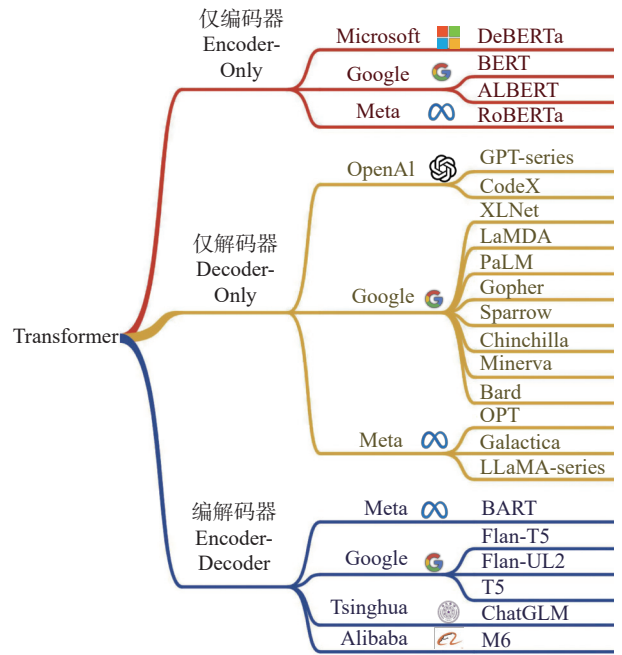 Transformer
仅编码器
Encoder-
Only
Microsoft
DeBERTa
Google
BERT
ALBERT
Meta
RoBERTa
仅解码器
Decoder-
Only
OpenAI
GPT-series
CodeX
Google
XLNet
LaMDA
PaLM
Gopher
Sparrow
Chinchilla
Minerva
Bard
Meta
OPT
Galactica
LLaMA-series
编解码器
Encoder-
Decoder
Meta
BART
Google
Flan-T5
Flan-UL2
T5
Tsinghua
ChatGLM
Alibaba
M6